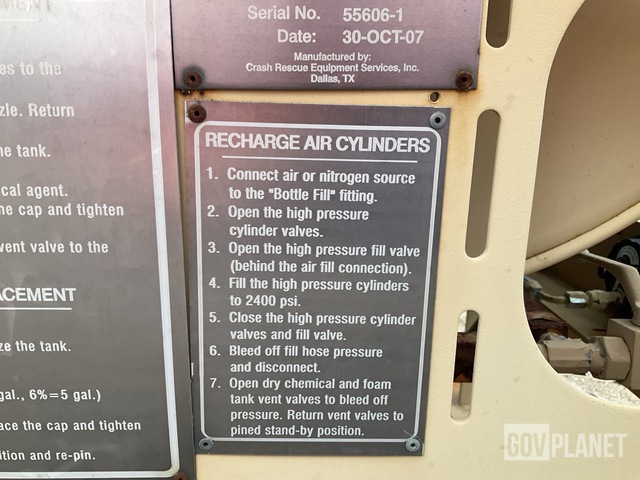 Serial No. 55606-1
Date: 30-OCT-07
Manufactured by:
Crash Rescue Equipment Services, Inc.
Dallas, TX
es to the
zle. Return
he tank.
cal agent.
he cap and tighten
vent valve to the
ACEMENT
ze the tank.
gal., 6%=5 gal.)
ace the cap and tighten
ition and re-pin.
RECHARGE AIR CYLINDERS
1. Connect air or nitrogen source
to the "Bottle Fill" fitting.
2. Open the high pressure
cylinder valves.
3. Open the high pressure fill valve
(behind the air fill connection).
4. Fill the high pressure cylinders
to 2400 psi.
5. Close the high pressure cylinder
valves and fill valve.
6. Bleed off fill hose pressure
and disconnect.
7. Open dry chemical and foam
tank vent valves to bleed off
pressure. Return vent valves to
pined stand-by position.
GOVPLANET